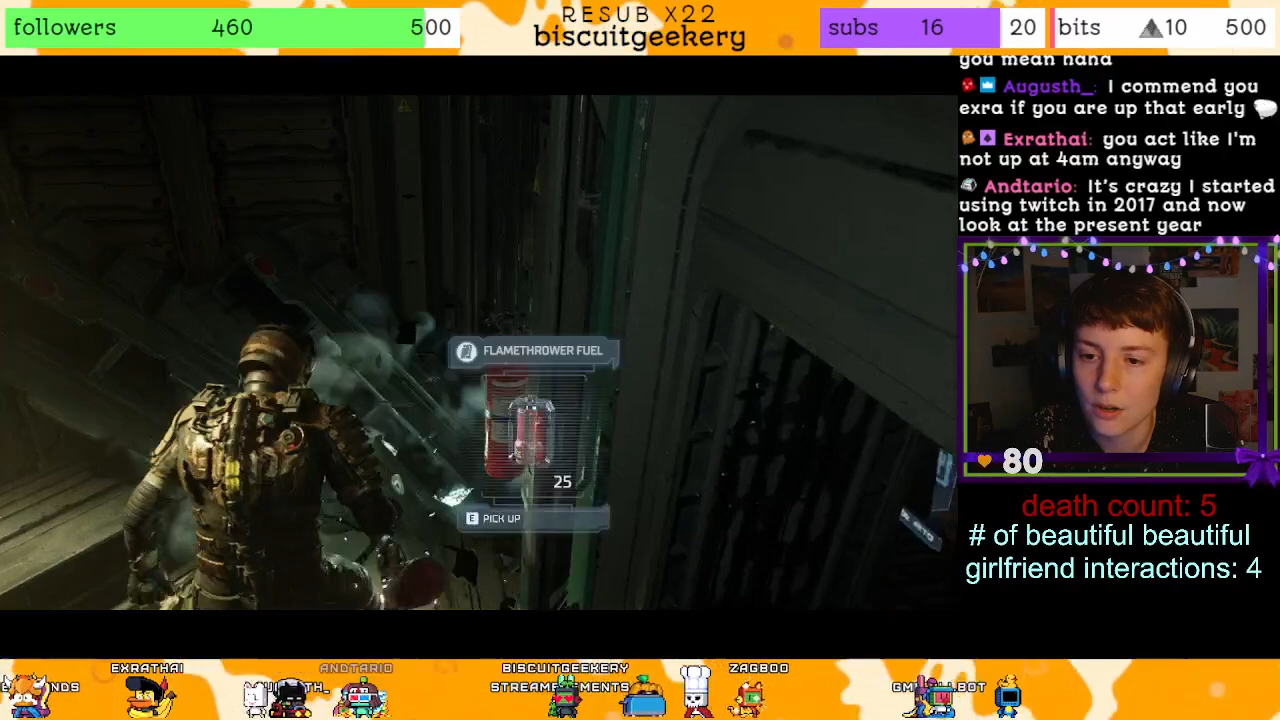 followers 460 500
RESUB X22
biscuitgeekery
subs 16 20
bits 10 500
you mean haha
Augusth_: I commend you
exra if you are up that early
Exrathai: you act like I'm
not up at 4am anyway
Andtario: It's crazy I started
using twitch in 2017 and now
look at the present year
FLAMETHROWER FUEL
25
E PICK UP
80
death count: 5
# of beautiful beautiful
girlfriend interactions: 4
EXRATHAI
ANDTARIO
BISCUITGEEKERY
ZAGBOO